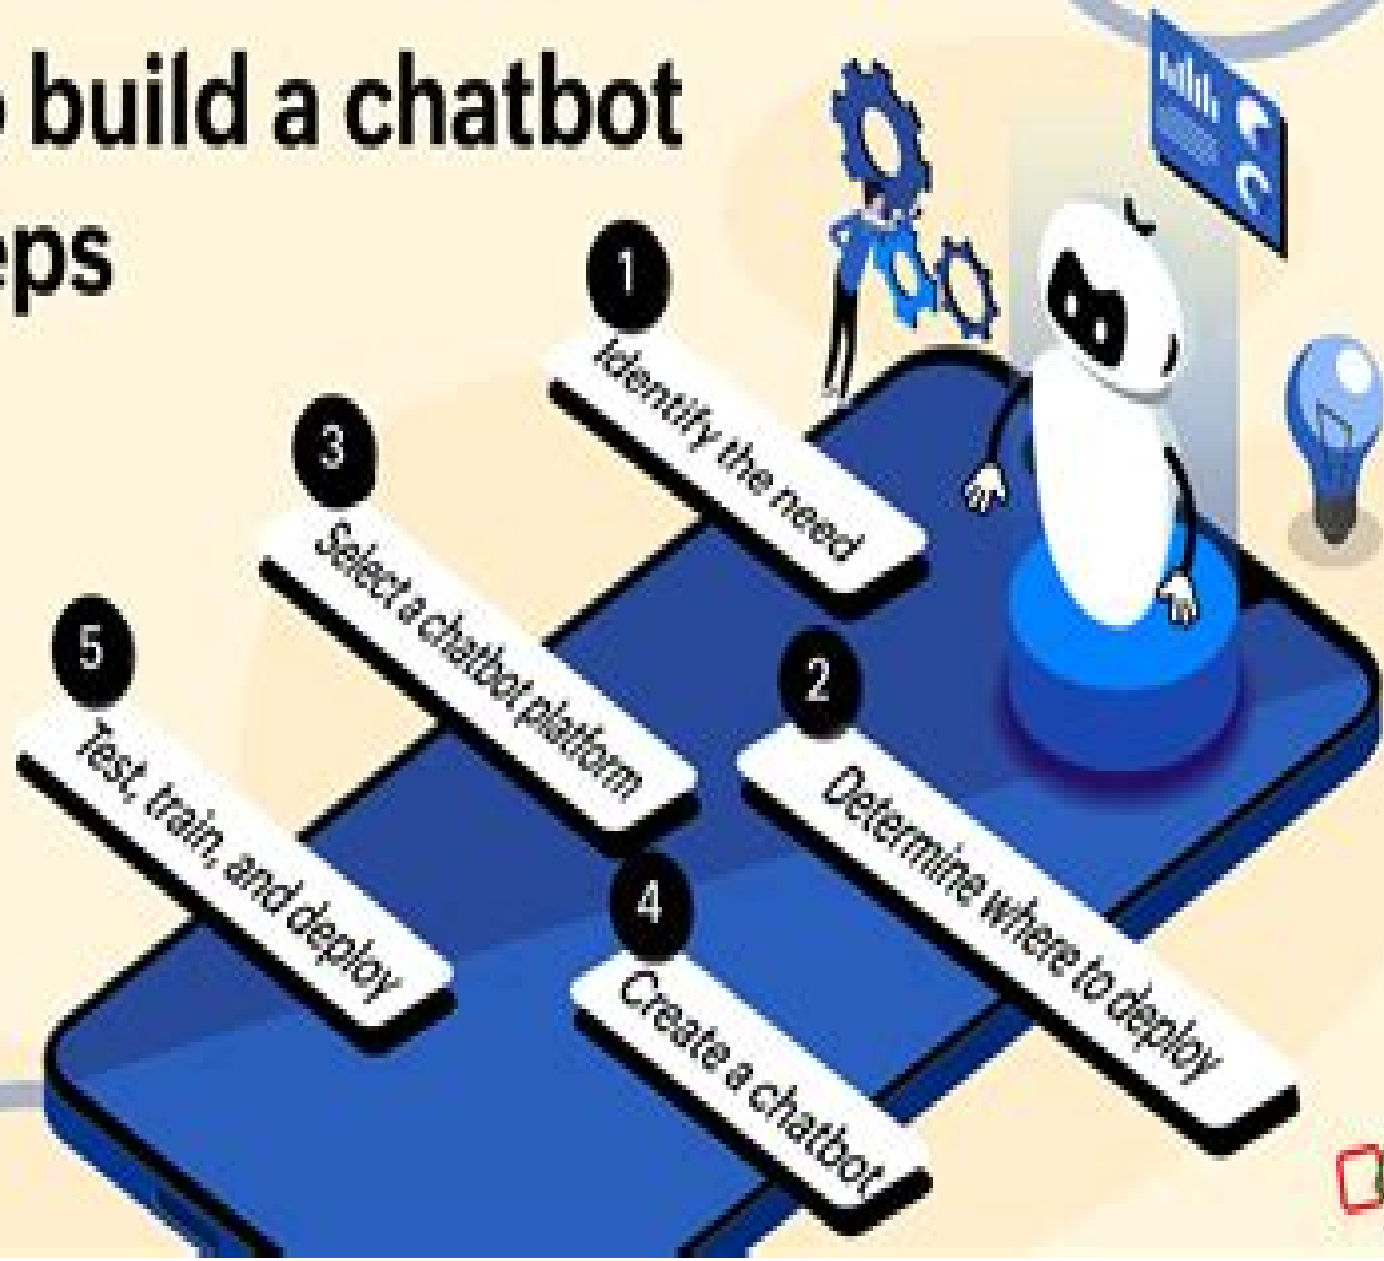 build a chatbot
eps
1
Identify the need
2
Determine where to deploy
3
Select a chatbot platform
4
Create a chatbot
5
Test, train, and deploy